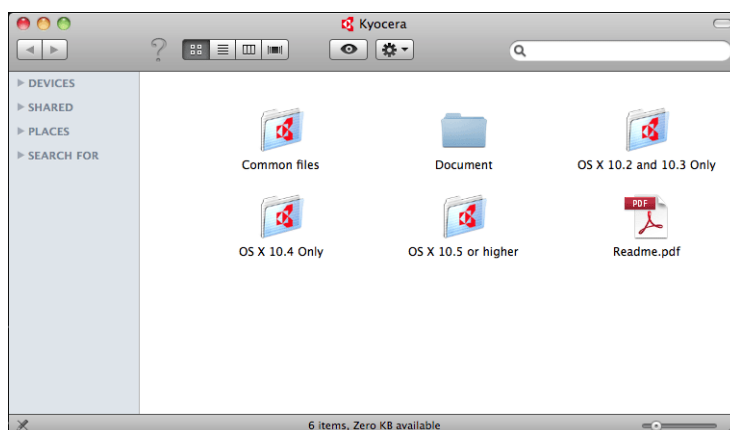 Kyocera
DEVICES
SHARED
PLACES
SEARCH FOR
Common files
Document
OS X 10.2 and 10.3 Only
OS X 10.4 Only
OS X 10.5 or higher
PDF
Readme.pdf
6 items, Zero KB available